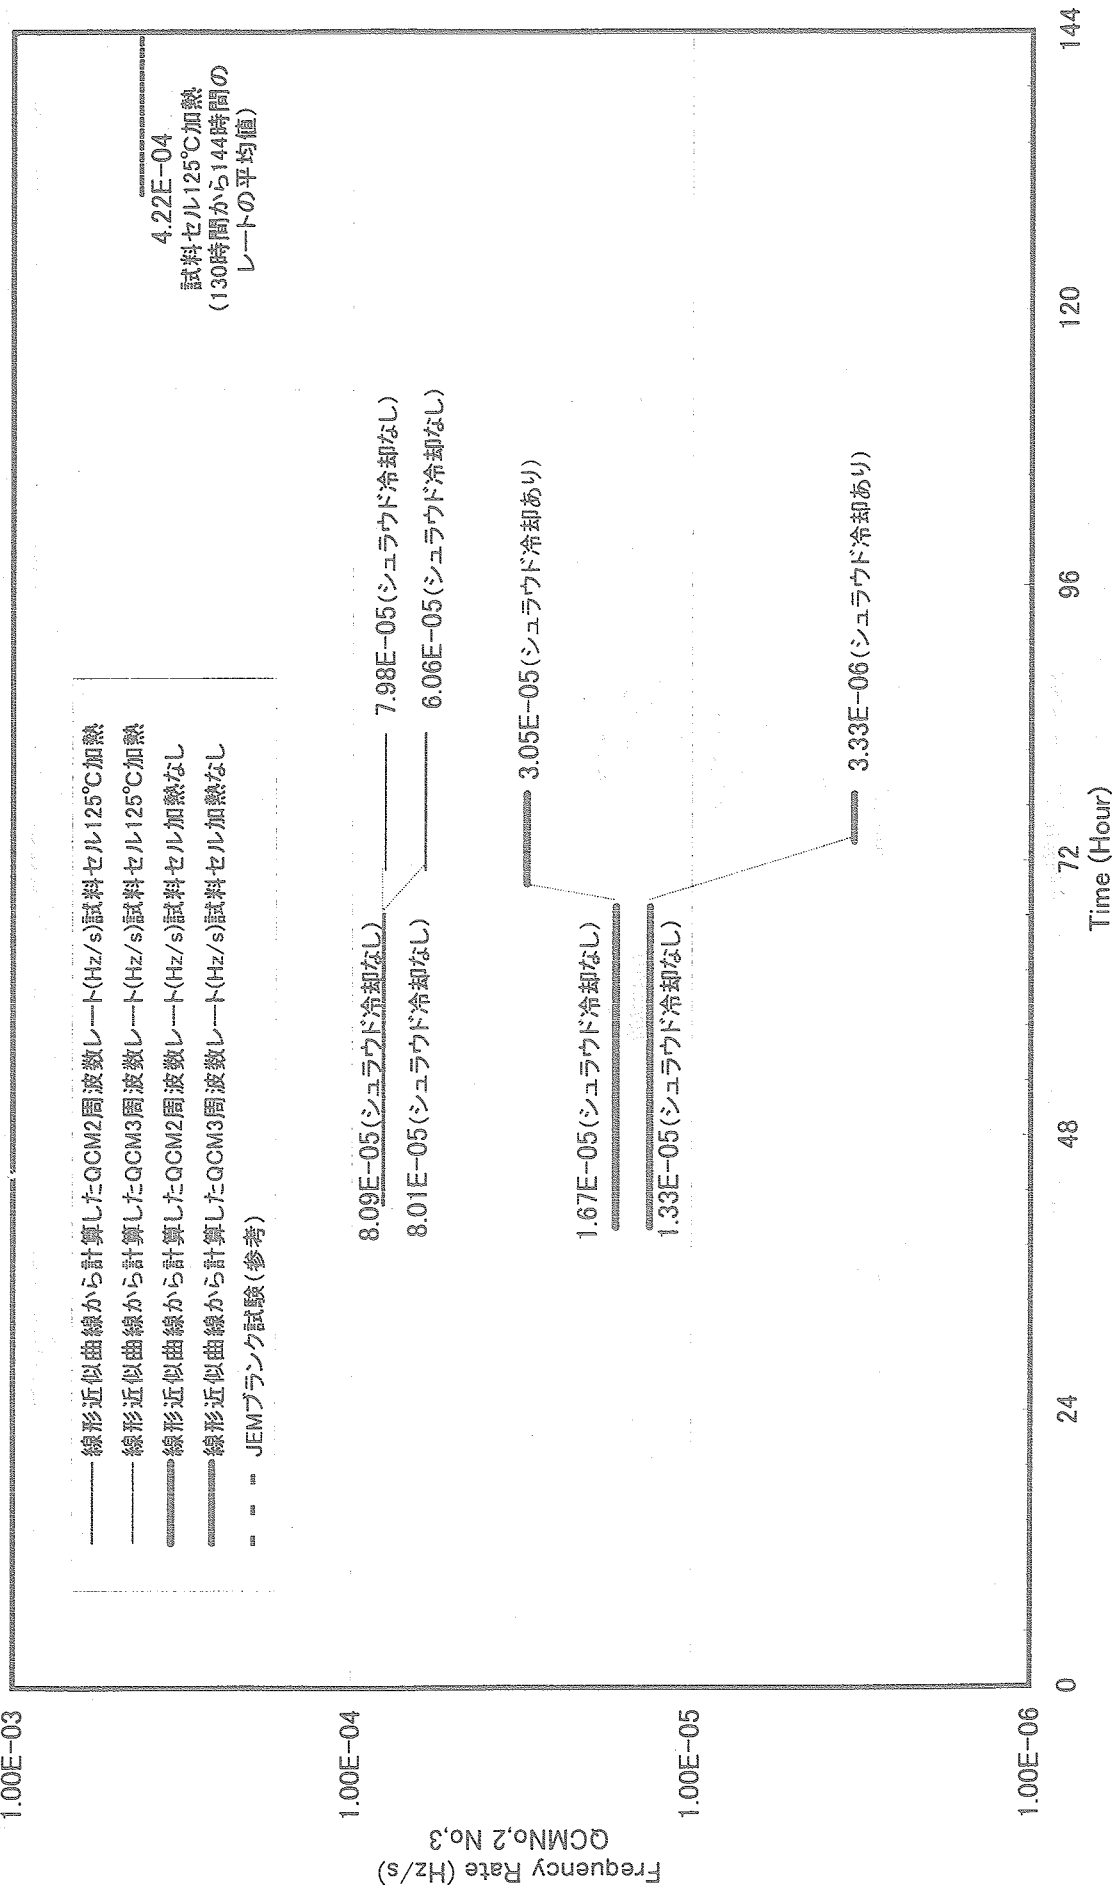 1.00E-03
1.00E-04
1.00E-05
1.00E-06
Frequency Rate (Hz/s)
QCMNo,2 No,3
線形近似曲線から計算したQCM2周波数レート(Hz/s)試料セル125℃加熱
線形近似曲線から計算したQCM3周波数レート(Hz/s)試料セル125℃加熱
線形近似曲線から計算したQCM2周波数レート(Hz/s)試料セル加熱なし
線形近似曲線から計算したQCM3周波数レート(Hz/s)試料セル加熱なし
JEMブランク試験(参考)
4.22E-04
試料セル125℃加熱
(130時間から144時間の
レートの平均値)
8.09E-05(シュラウド冷却なし)
8.01E-05(シュラウド冷却なし)
7.98E-05(シュラウド冷却なし)
6.06E-05(シュラウド冷却なし)
1.67E-05(シュラウド冷却なし)
1.33E-05(シュラウド冷却なし)
3.05E-05(シュラウド冷却あり)
3.33E-06(シュラウド冷却あり)
0
24
48
72
96
120
144
Time (Hour)